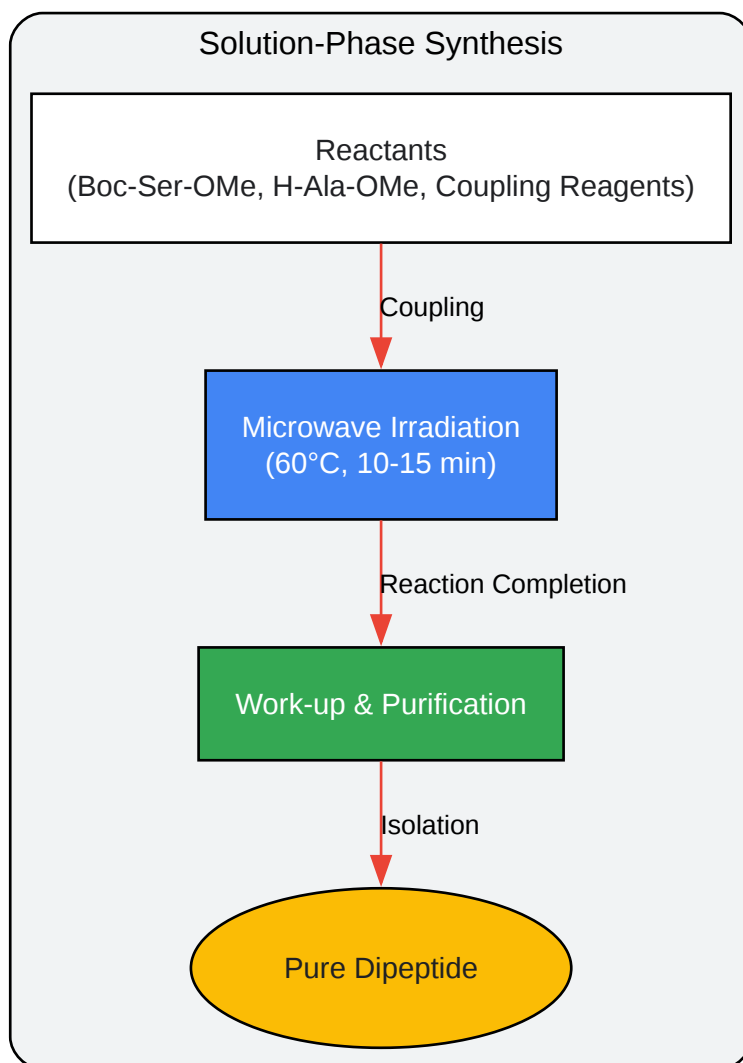 Solution-Phase Synthesis
Reactants
(Boc-Ser-OMe, H-Ala-OMe, Coupling Reagents)
Coupling
Microwave Irradiation
(60°C, 10-15 min)
Reaction Completion
Work-up & Purification
Isolation
Pure Dipeptide